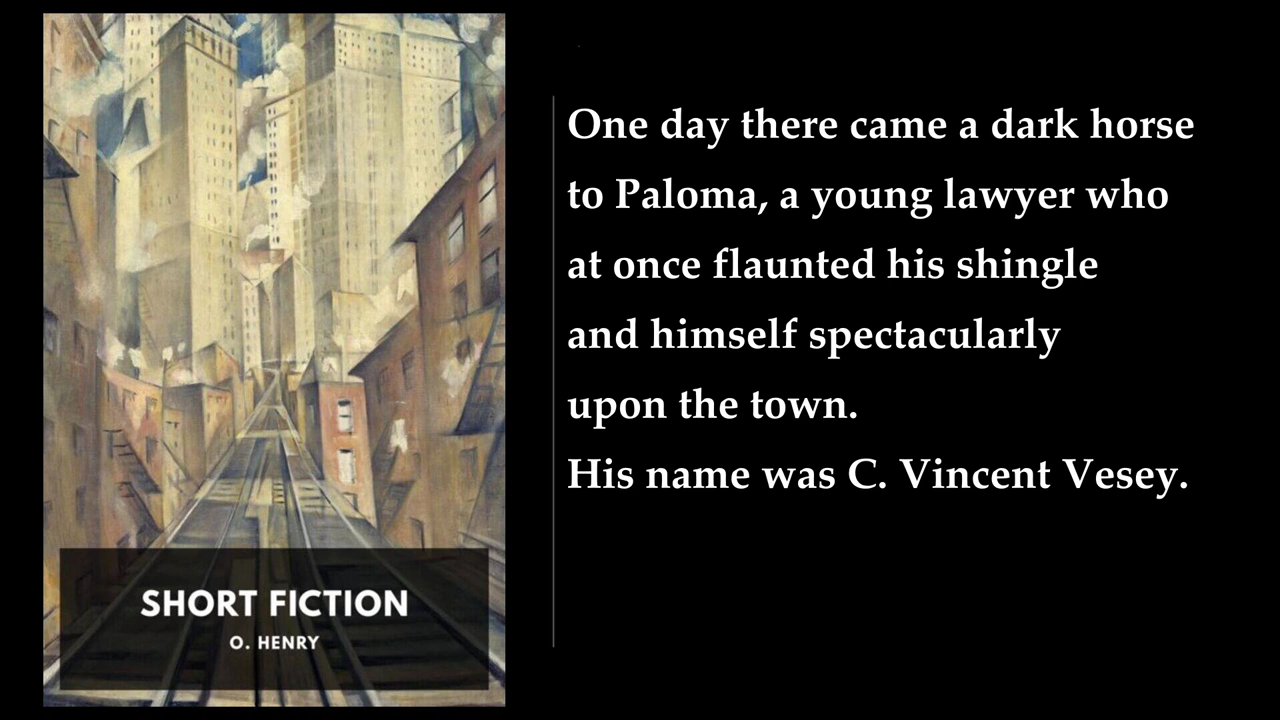 SHORT FICTION
O. HENRY
One day there came a dark horse
to Paloma, a young lawyer who
at once flaunted his shingle
and himself spectacularly
upon the town.
His name was C. Vincent Vesey.